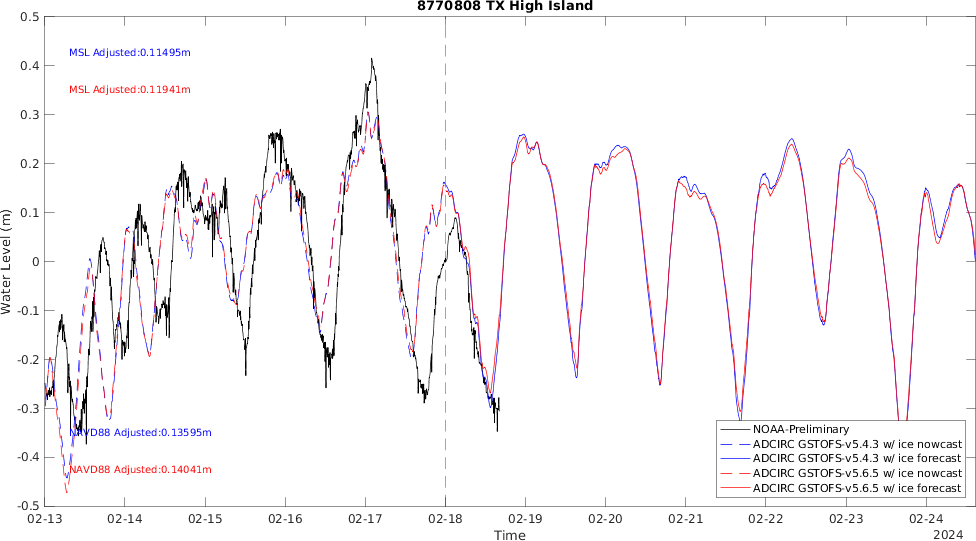 8770808 TX High Island
0.5
0.4
0.3
0.2
0.1
0
-0.1
-0.2
-0.3
-0.4
-0.5
Water Level (m)
MSL Adjusted:0.11495m
MSL Adjusted:0.11941m
NAVD88 Adjusted:0.13595m
NAVD88 Adjusted:0.14041m
NOAA-Preliminary
ADCIRC GSTOFS-v5.4.3 w/ ice nowcast
ADCIRC GSTOFS-v5.4.3 w/ ice forecast
ADCIRC GSTOFS-v5.6.5 w/ ice nowcast
ADCIRC GSTOFS-v5.6.5 w/ ice forecast
02-13 02-14 02-15 02-16 02-17 02-18 02-19 02-20 02-21 02-22 02-23 02-24
Time
2024